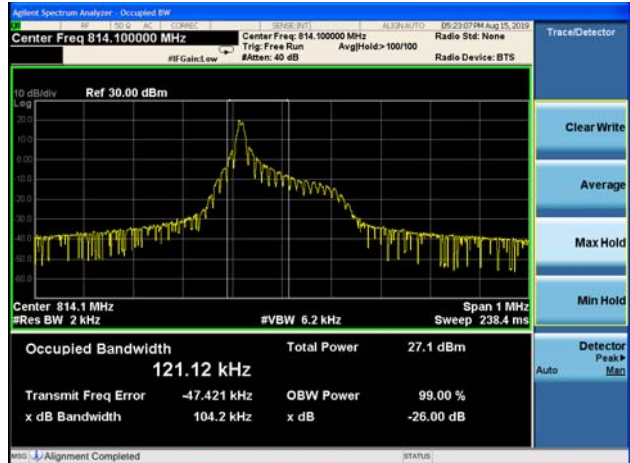 Agilent Spectrum Analyzer - Occupied BW
RF 50 Ω AC CORREC SENSE:INT ALIGN AUTO 05:23:07 PM Aug 15, 2019
Center Freq 814.100000 MHz Center Freq: 814.100000 MHz Radio Std: None Trace/Detector
Trig: Free Run Avg|Hold:>100/100
#IFGain:Low #Atten: 40 dB Radio Device: BTS
10 dB/div Ref 30.00 dBm
Log
20.0
10.0
0.00
10.0
20.0
30.0
40.0
50.0
60.0
Clear Write
Average
Max Hold
Min Hold
Center 814.1 MHz Span 1 MHz
#Res BW 2 kHz #VBW 6.2 kHz Sweep 238.4 ms
Occupied Bandwidth Total Power 27.1 dBm
121.12 kHz
Transmit Freq Error -47.421 kHz OBW Power 99.00 %
x dB Bandwidth 104.2 kHz x dB -26.00 dB
Detector
Peak
Auto Man
MSG Alignment Completed STATUS